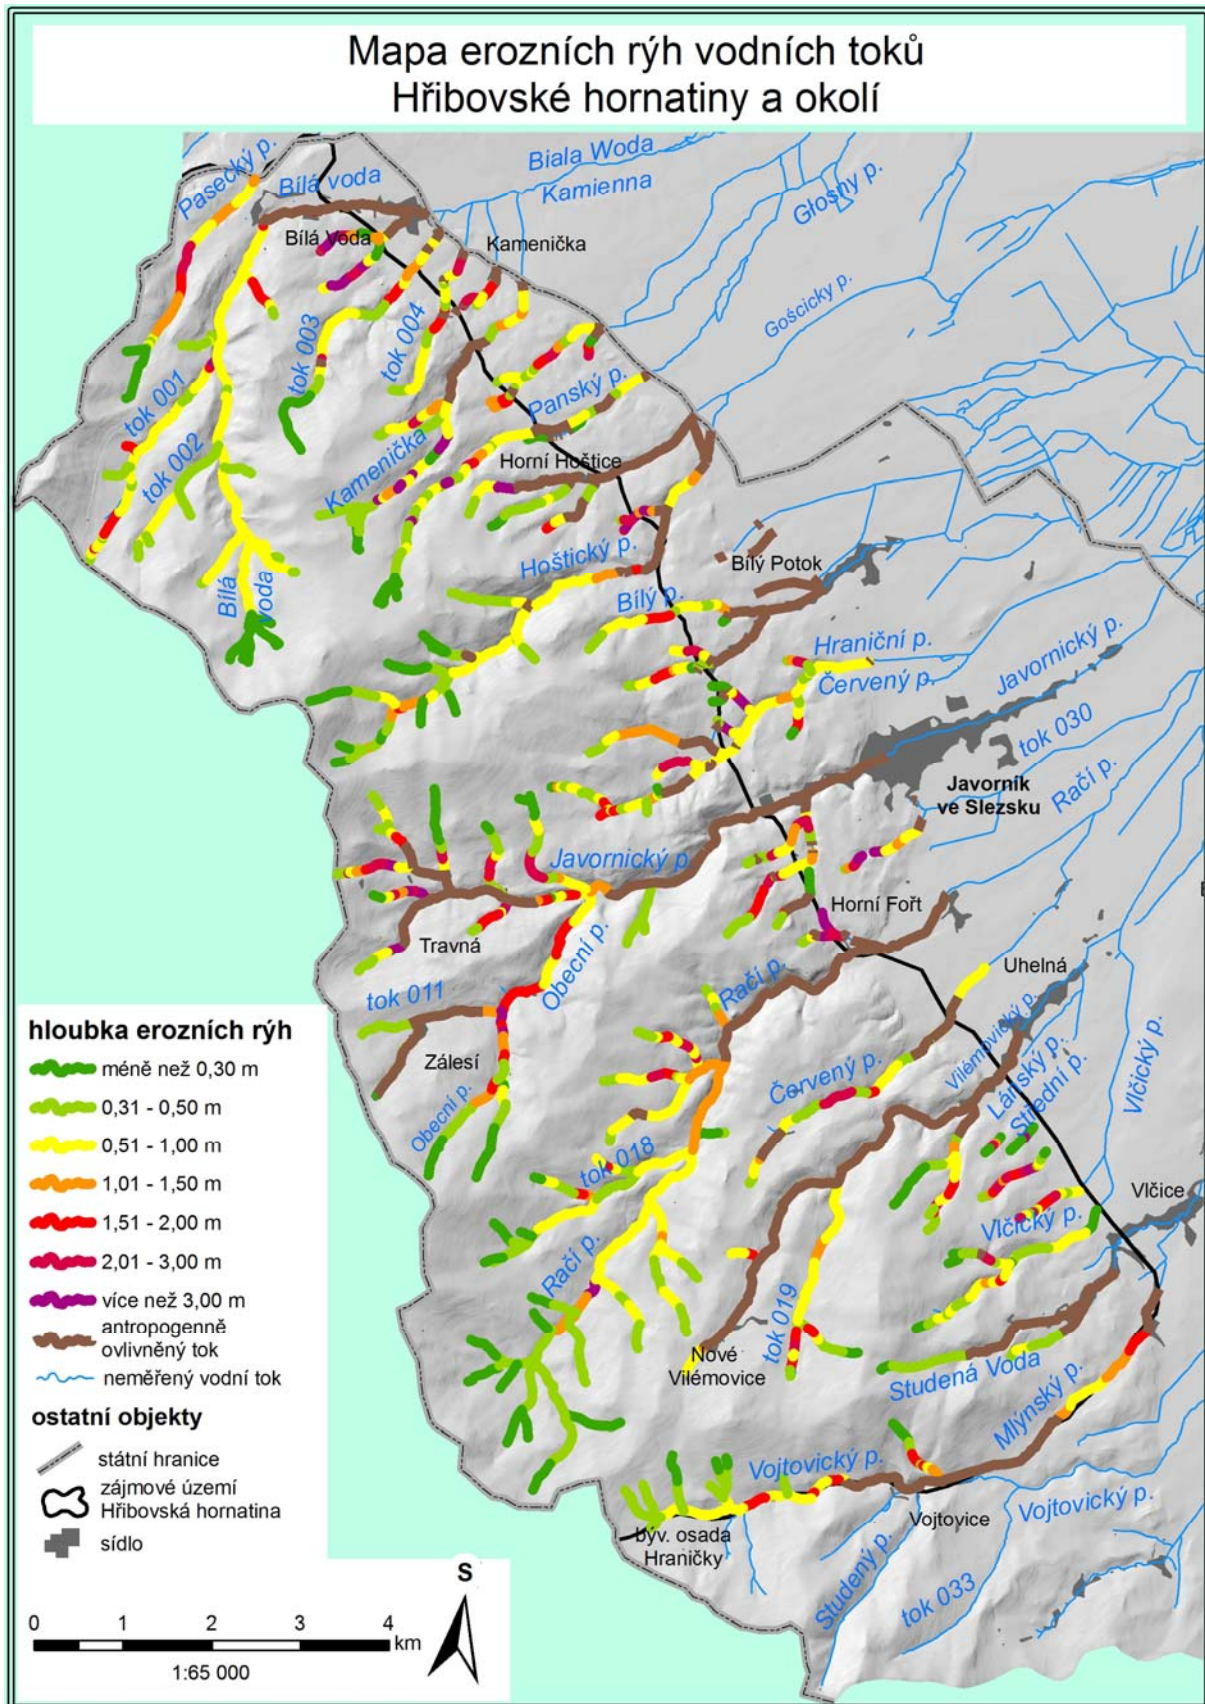 Mapa erozních rýh vodních toků
Hřibovské hornatiny a okolí
Pasecký p.
Bílá voda
Biala Woda
Kamienna
Głosny p.
Bílá Voda
Kamenička
Gościcky p.
tok 003
tok 004
tok 001
Panský p.
tok 002
Kamenička
Horní Hoštice
Hoštický p.
Bílý Potok
Bílá
voda
Bílý p.
Hraniční p.
Červený p.
Javornický p.
tok 030
Račí p.
Javorník
ve Slezsku
Javornický p
Horní Fořt
Travná
Obecní p.
Račí p.
Uhelná
tok 011
Vilémovický p.
Zálesí
Červený p.
Lánský p.
Střední p.
Vlčický p.
Obecní p.
tok 018
Vlčice
Vlčický p.
Račí p.
tok 019
Nové
Vilémovice
Studená Voda
Mlýnský p.
Vojtovický p.
Vojtovický p.
Vojtovice
býv. osada
Hraničky
Studený p.
tok 033
hloubka erozních rýh
méně než 0,30 m
0,31 - 0,50 m
0,51 - 1,00 m
1,01 - 1,50 m
1,51 - 2,00 m
2,01 - 3,00 m
více než 3,00 m
antropogenně
ovlivněný tok
neměřený vodní tok
ostatní objekty
státní hranice
zájmové území
Hřibovská hornatina
sídlo
S
0 1 2 3 4
km
1:65 000